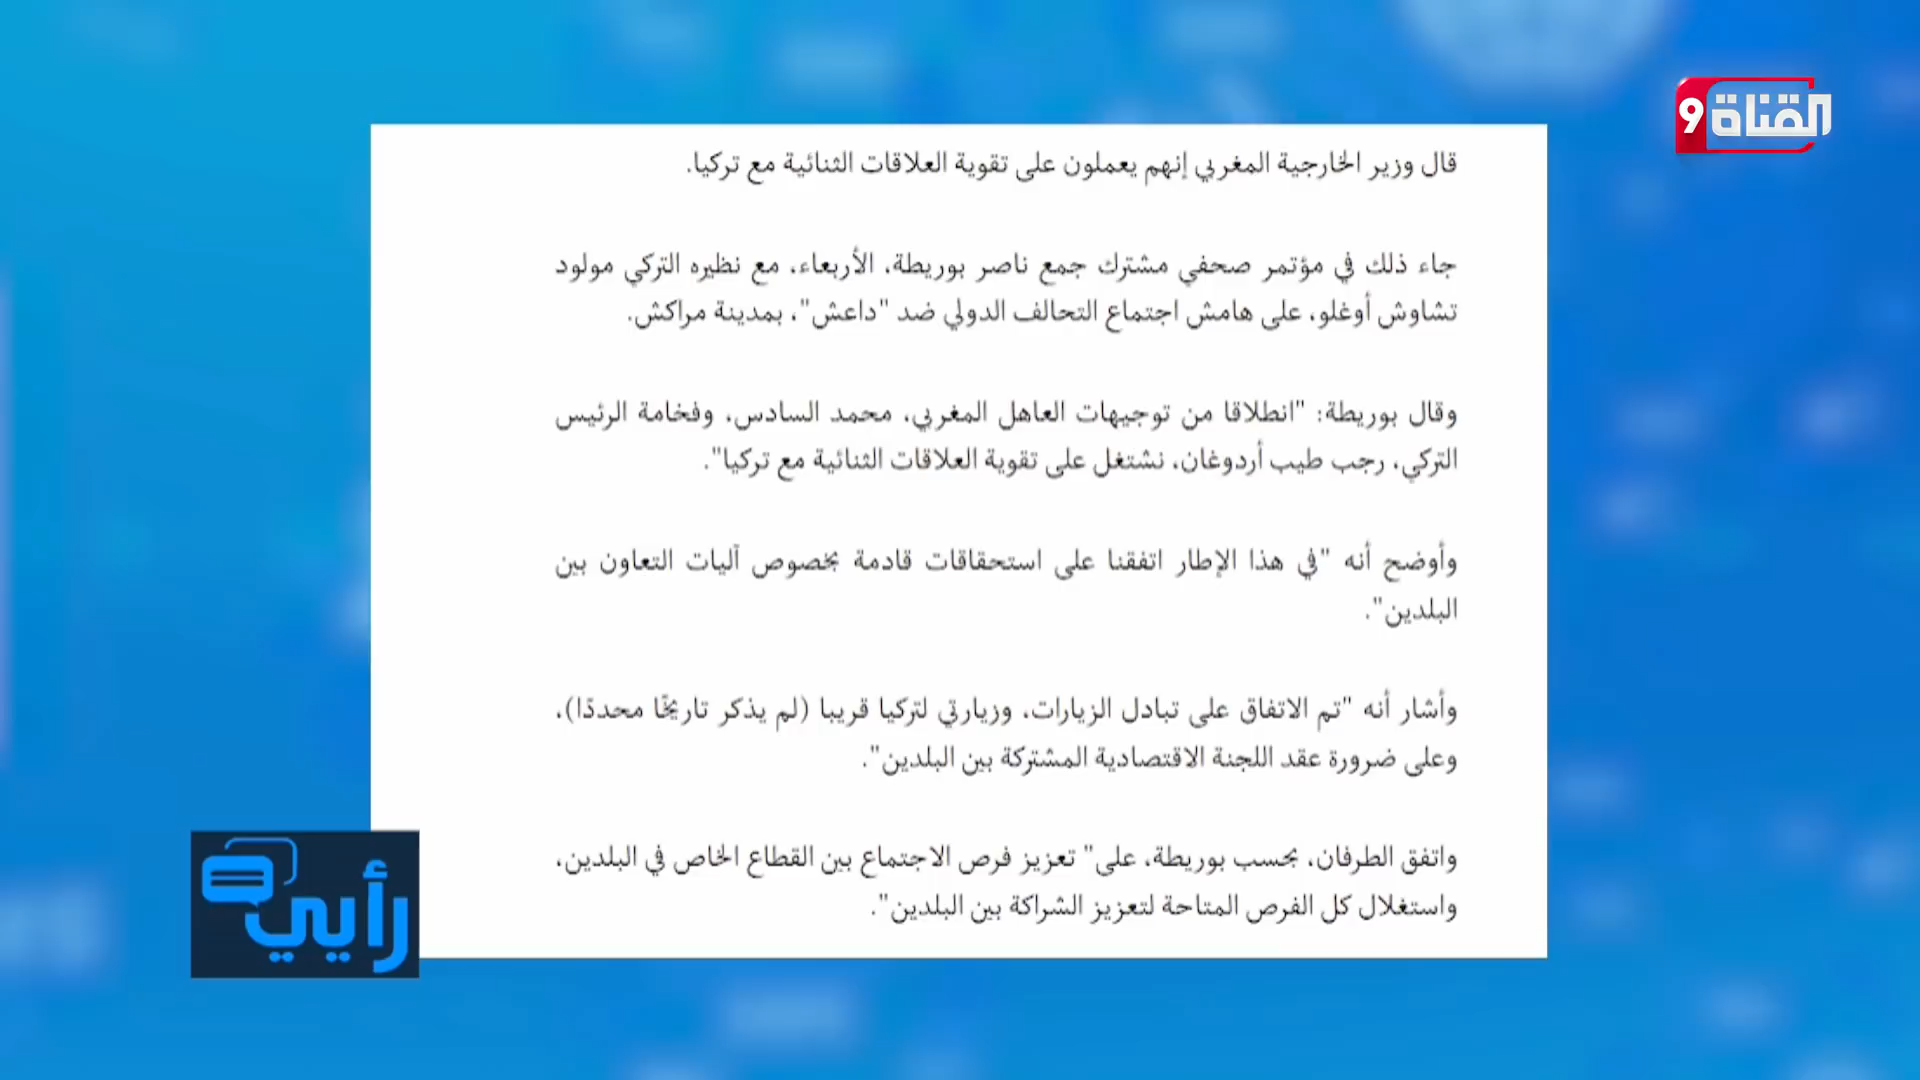 القناة 9
قال وزير الخارجية المغربي إنهم يعملون على تقوية العلاقات الثنائية مع تركيا.
جاء ذلك في مؤتمر صحفي مشترك جمع ناصر بوريطة، الأربعاء، مع نظيره التركي مولود
تشاوش أوغلو، على هامش اجتماع التحالف الدولي ضد "داعش"، بمدينة مراكش.
وقال بوريطة: "انطلاقا من توجيهات العاهل المغربي، محمد السادس، وفخامة الرئيس
التركي، رجب طيب أردوغان، نشتغل على تقوية العلاقات الثنائية مع تركيا".
وأوضح أنه "في هذا الإطار اتفقنا على استحقاقات قادمة بخصوص آليات التعاون بين
البلدين".
وأشار أنه "تم الاتفاق على تبادل الزيارات، وزيارتي لتركيا قريبا (لم يذكر تاريخًا محددًا)،
وعلى ضرورة عقد اللجنة الاقتصادية المشتركة بين البلدين".
واتفق الطرفان، بحسب بوريطة، على" تعزيز فرص الاجتماع بين القطاع الخاص في البلدين،
واستغلال كل الفرص المتاحة لتعزيز الشراكة بين البلدين".
رأيي